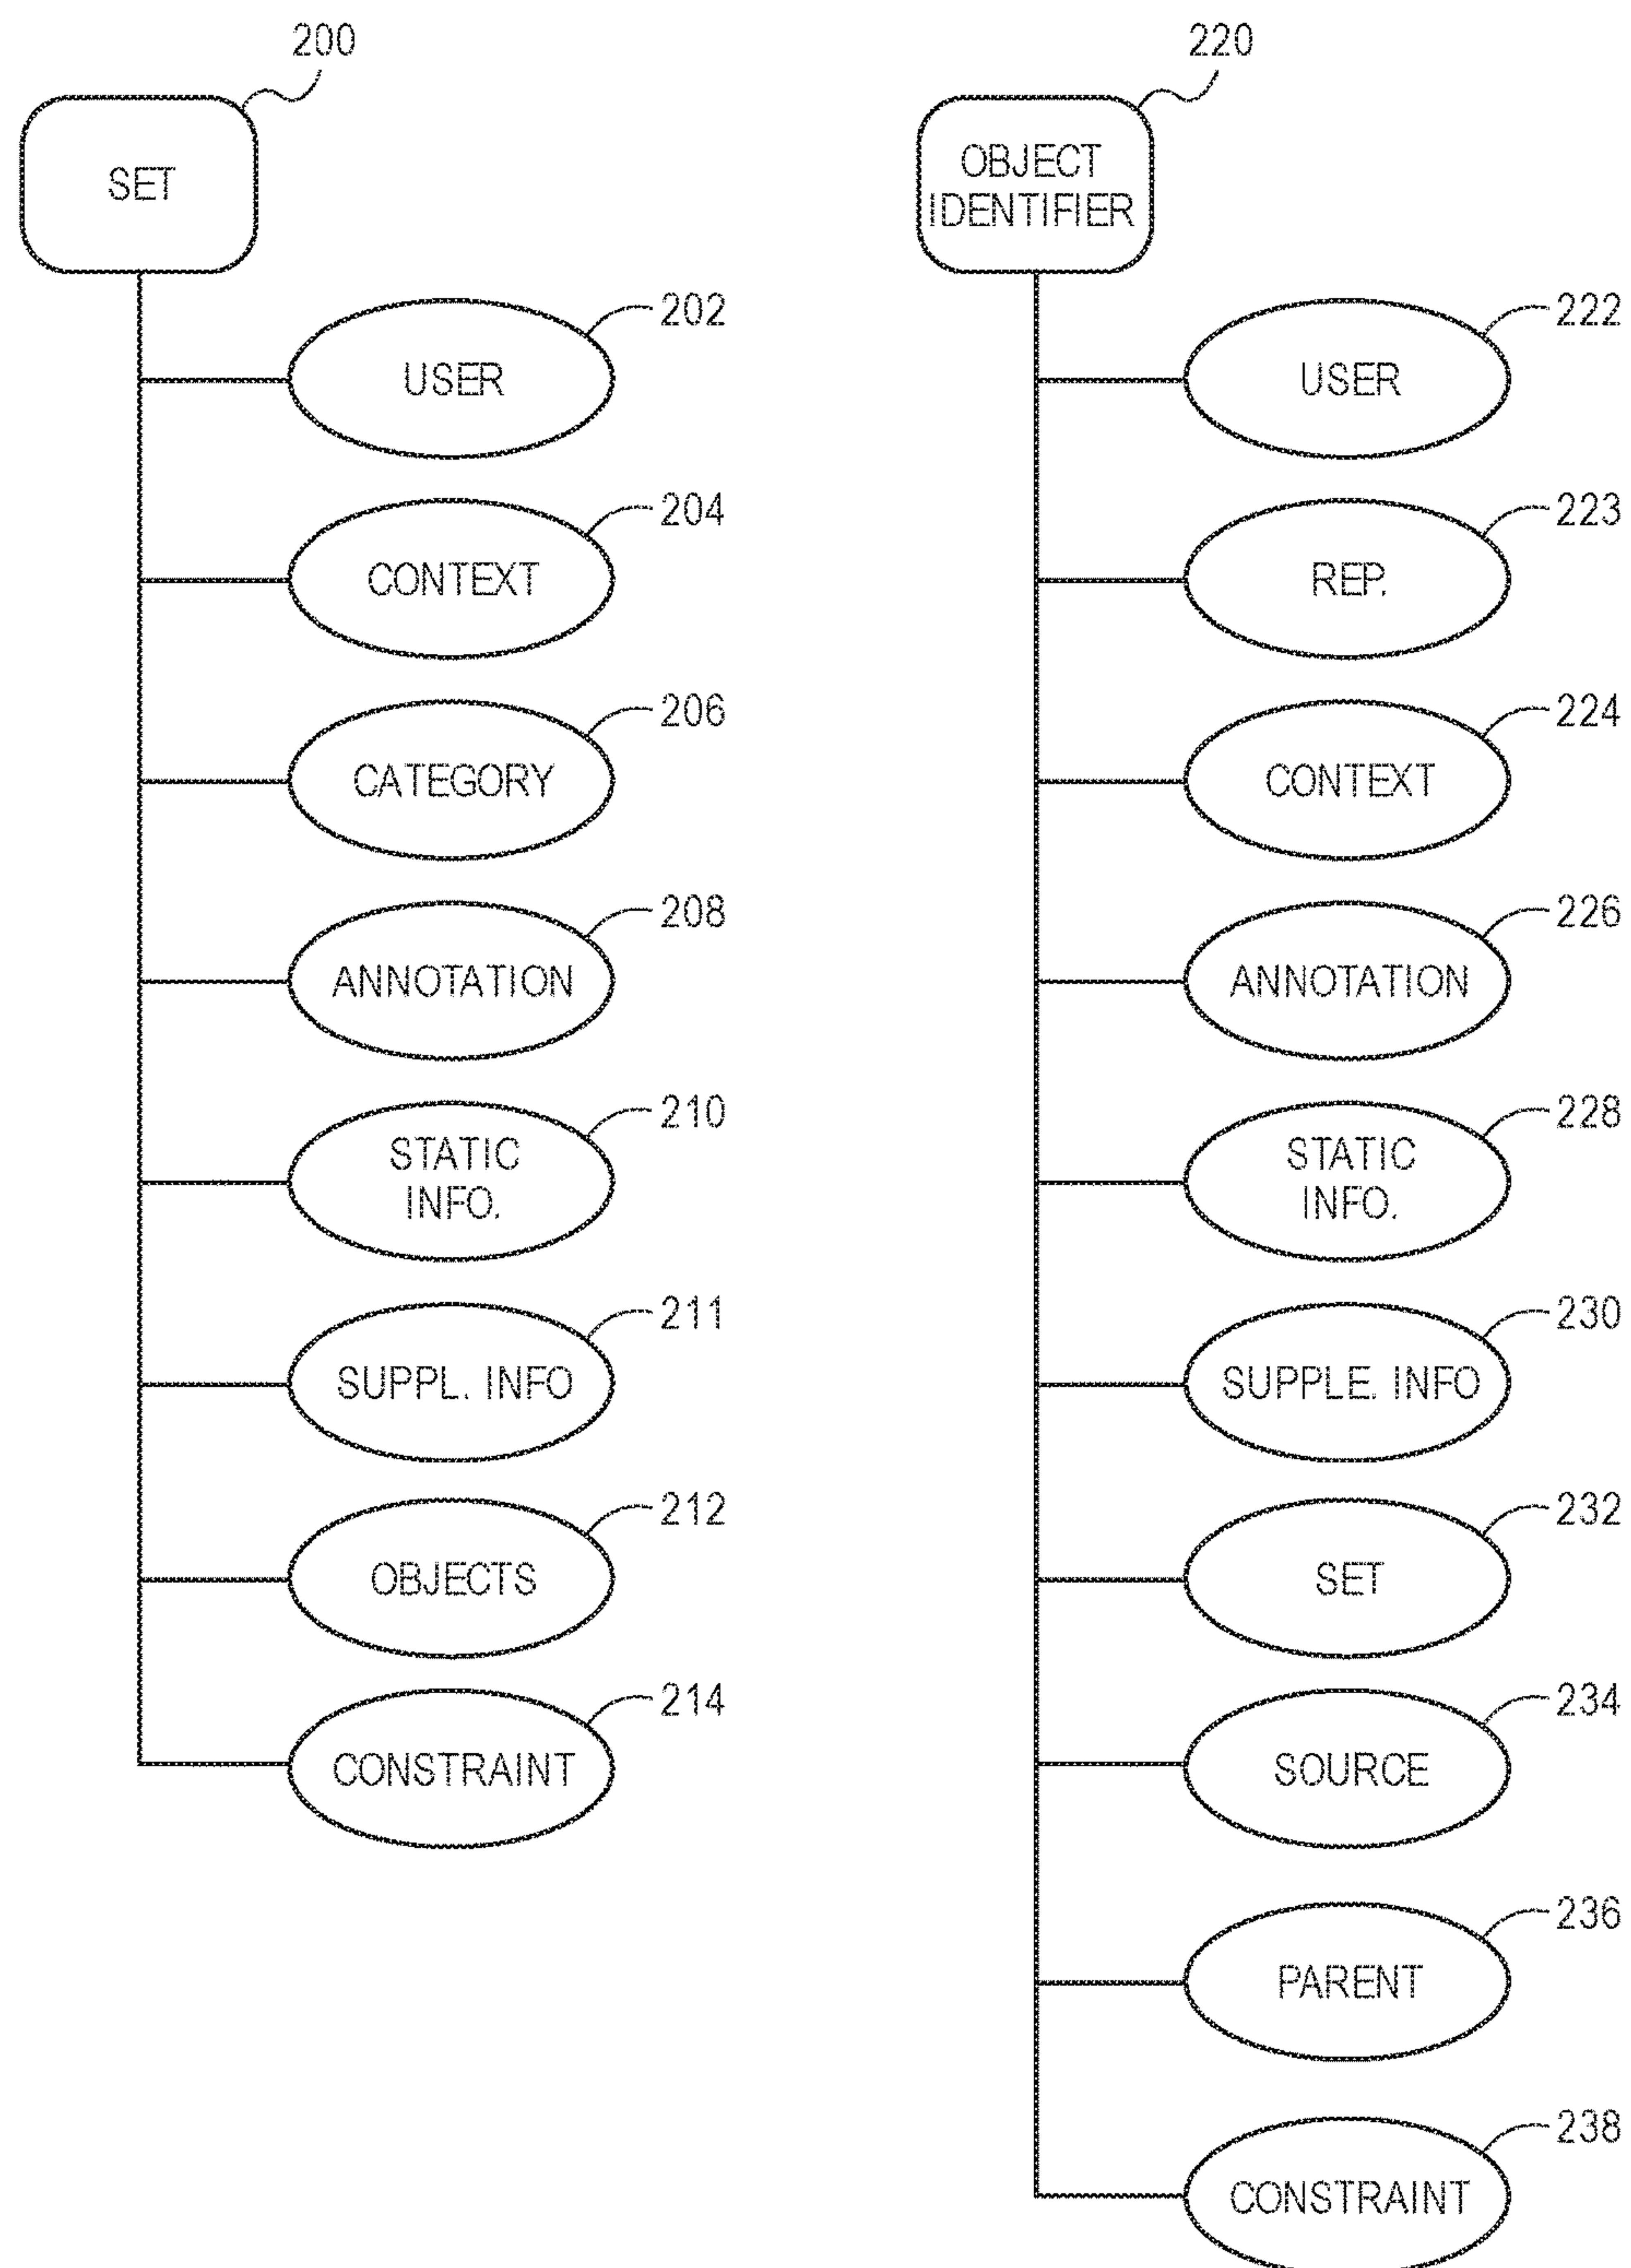 200
SET
202
USER
204
CONTEXT
206
CATEGORY
208
ANNOTATION
210
STATIC
INFO.
211
SUPPL. INFO
212
OBJECTS
214
CONSTRAINT
220
OBJECT
IDENTIFIER
222
USER
223
REP.
224
CONTEXT
226
ANNOTATION
228
STATIC
INFO.
230
SUPPLE. INFO
232
SET
234
SOURCE
236
PARENT
238
CONSTRAINT